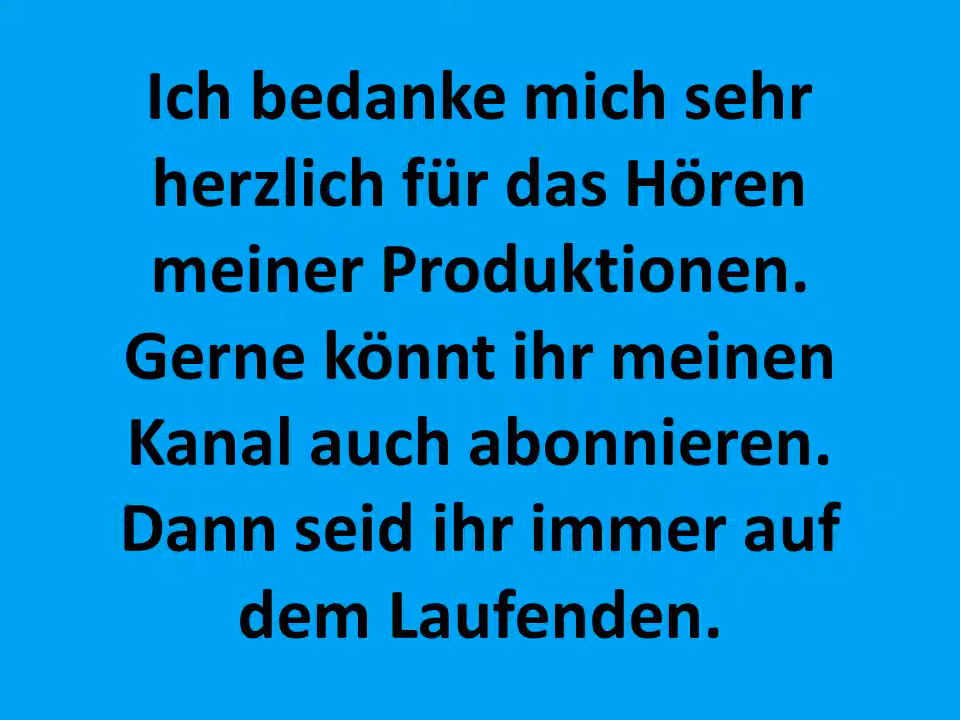 Ich bedanke mich sehr
herzlich für das Hören
meiner Produktionen.
Gerne könnt ihr meinen
Kanal auch abonnieren.
Dann seid ihr immer auf
dem Laufenden.